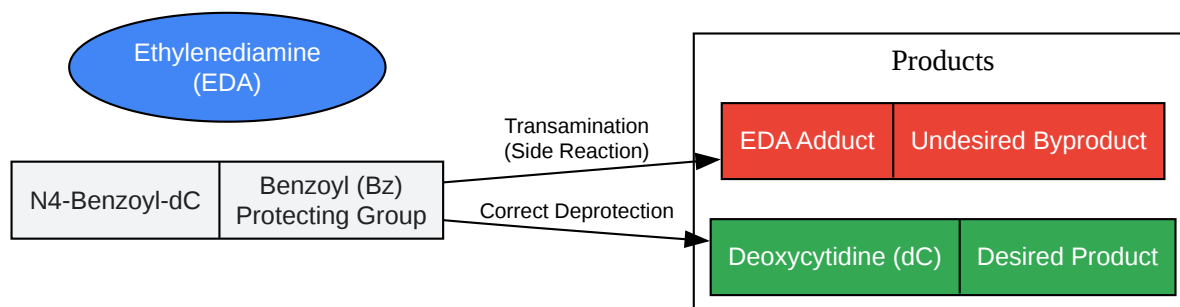 Ethylenediamine
(EDA)
Products
Transamination
(Side Reaction)
EDA Adduct
Undesired Byproduct
N4-Benzoyl-dC
Benzoyl (Bz)
Protecting Group
Correct Deprotection
Deoxycytidine (dC)
Desired Product